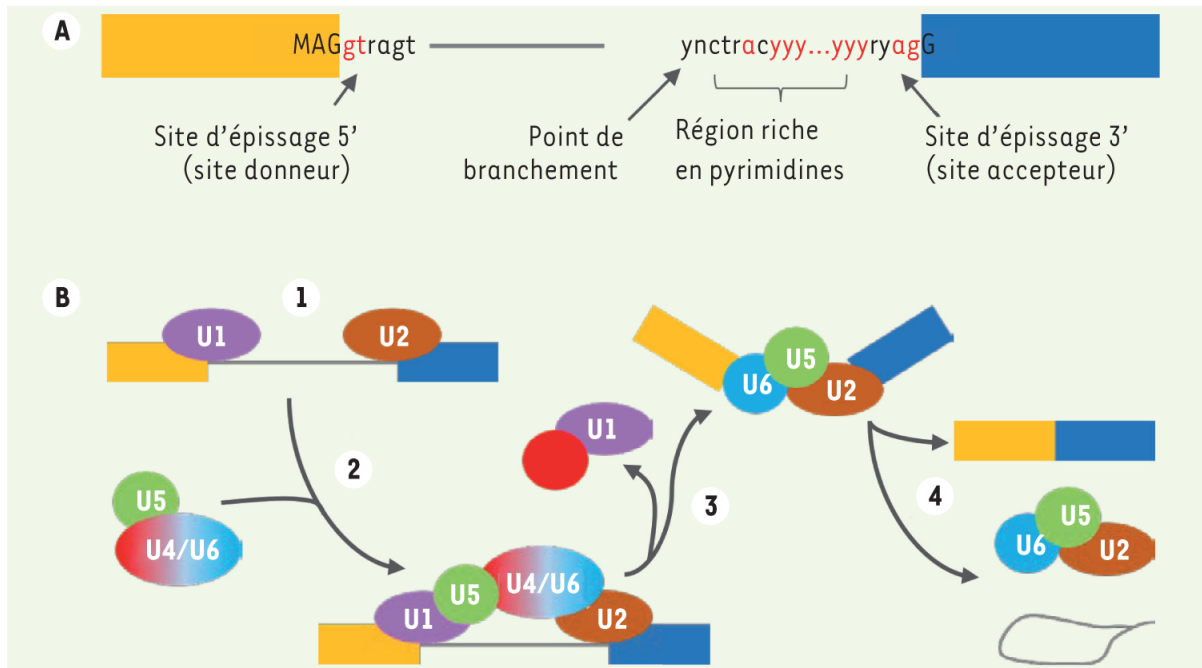 A
MAGgtragt
ynctracyyy...yyyryagG
Site d'épissage 5'
(site donneur)
Point de
branchement
Région riche
en pyrimidines
Site d'épissage 3'
(site accepteur)
B
1
U1
U2
U5
U4/U6
2
U1
U5
U4/U6
U2
U1
3
U6
U5
U2
4
U6
U5
U2